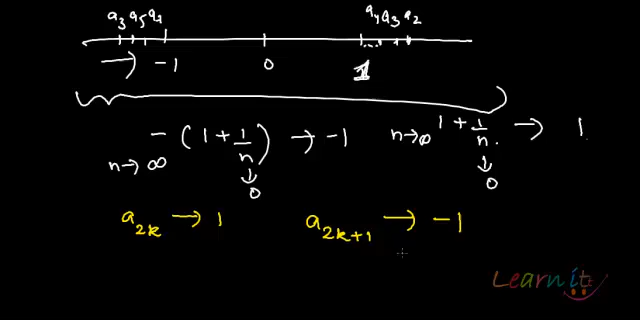 a₃ a₅ a₁ a₄ a₃ a₂
→ -1 0 1
-(1 + 1/n) → -1 n→∞ 1 + 1/n → 1
n→∞ ↓ ↓
0 0
a₂ₖ → 1 a₂ₖ₊₁ → -1
Learnit